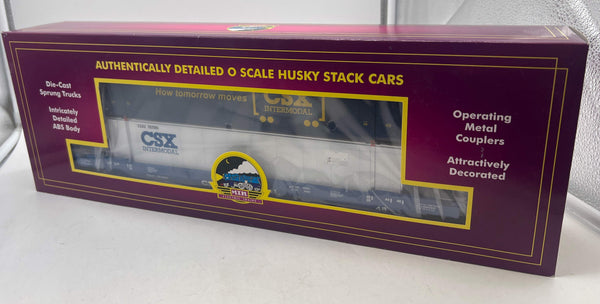 AUTHENTICALLY DETAILED O SCALE HUSKY STACK CARS
Die-Cast
Sprung Trucks
Intricately
Detailed
ABS Body
How tomorrow moves
CSX
INTERMODAL
CSX
INTERMODAL
MTH
Operating
Metal
Couplers
Attractively
Decorated